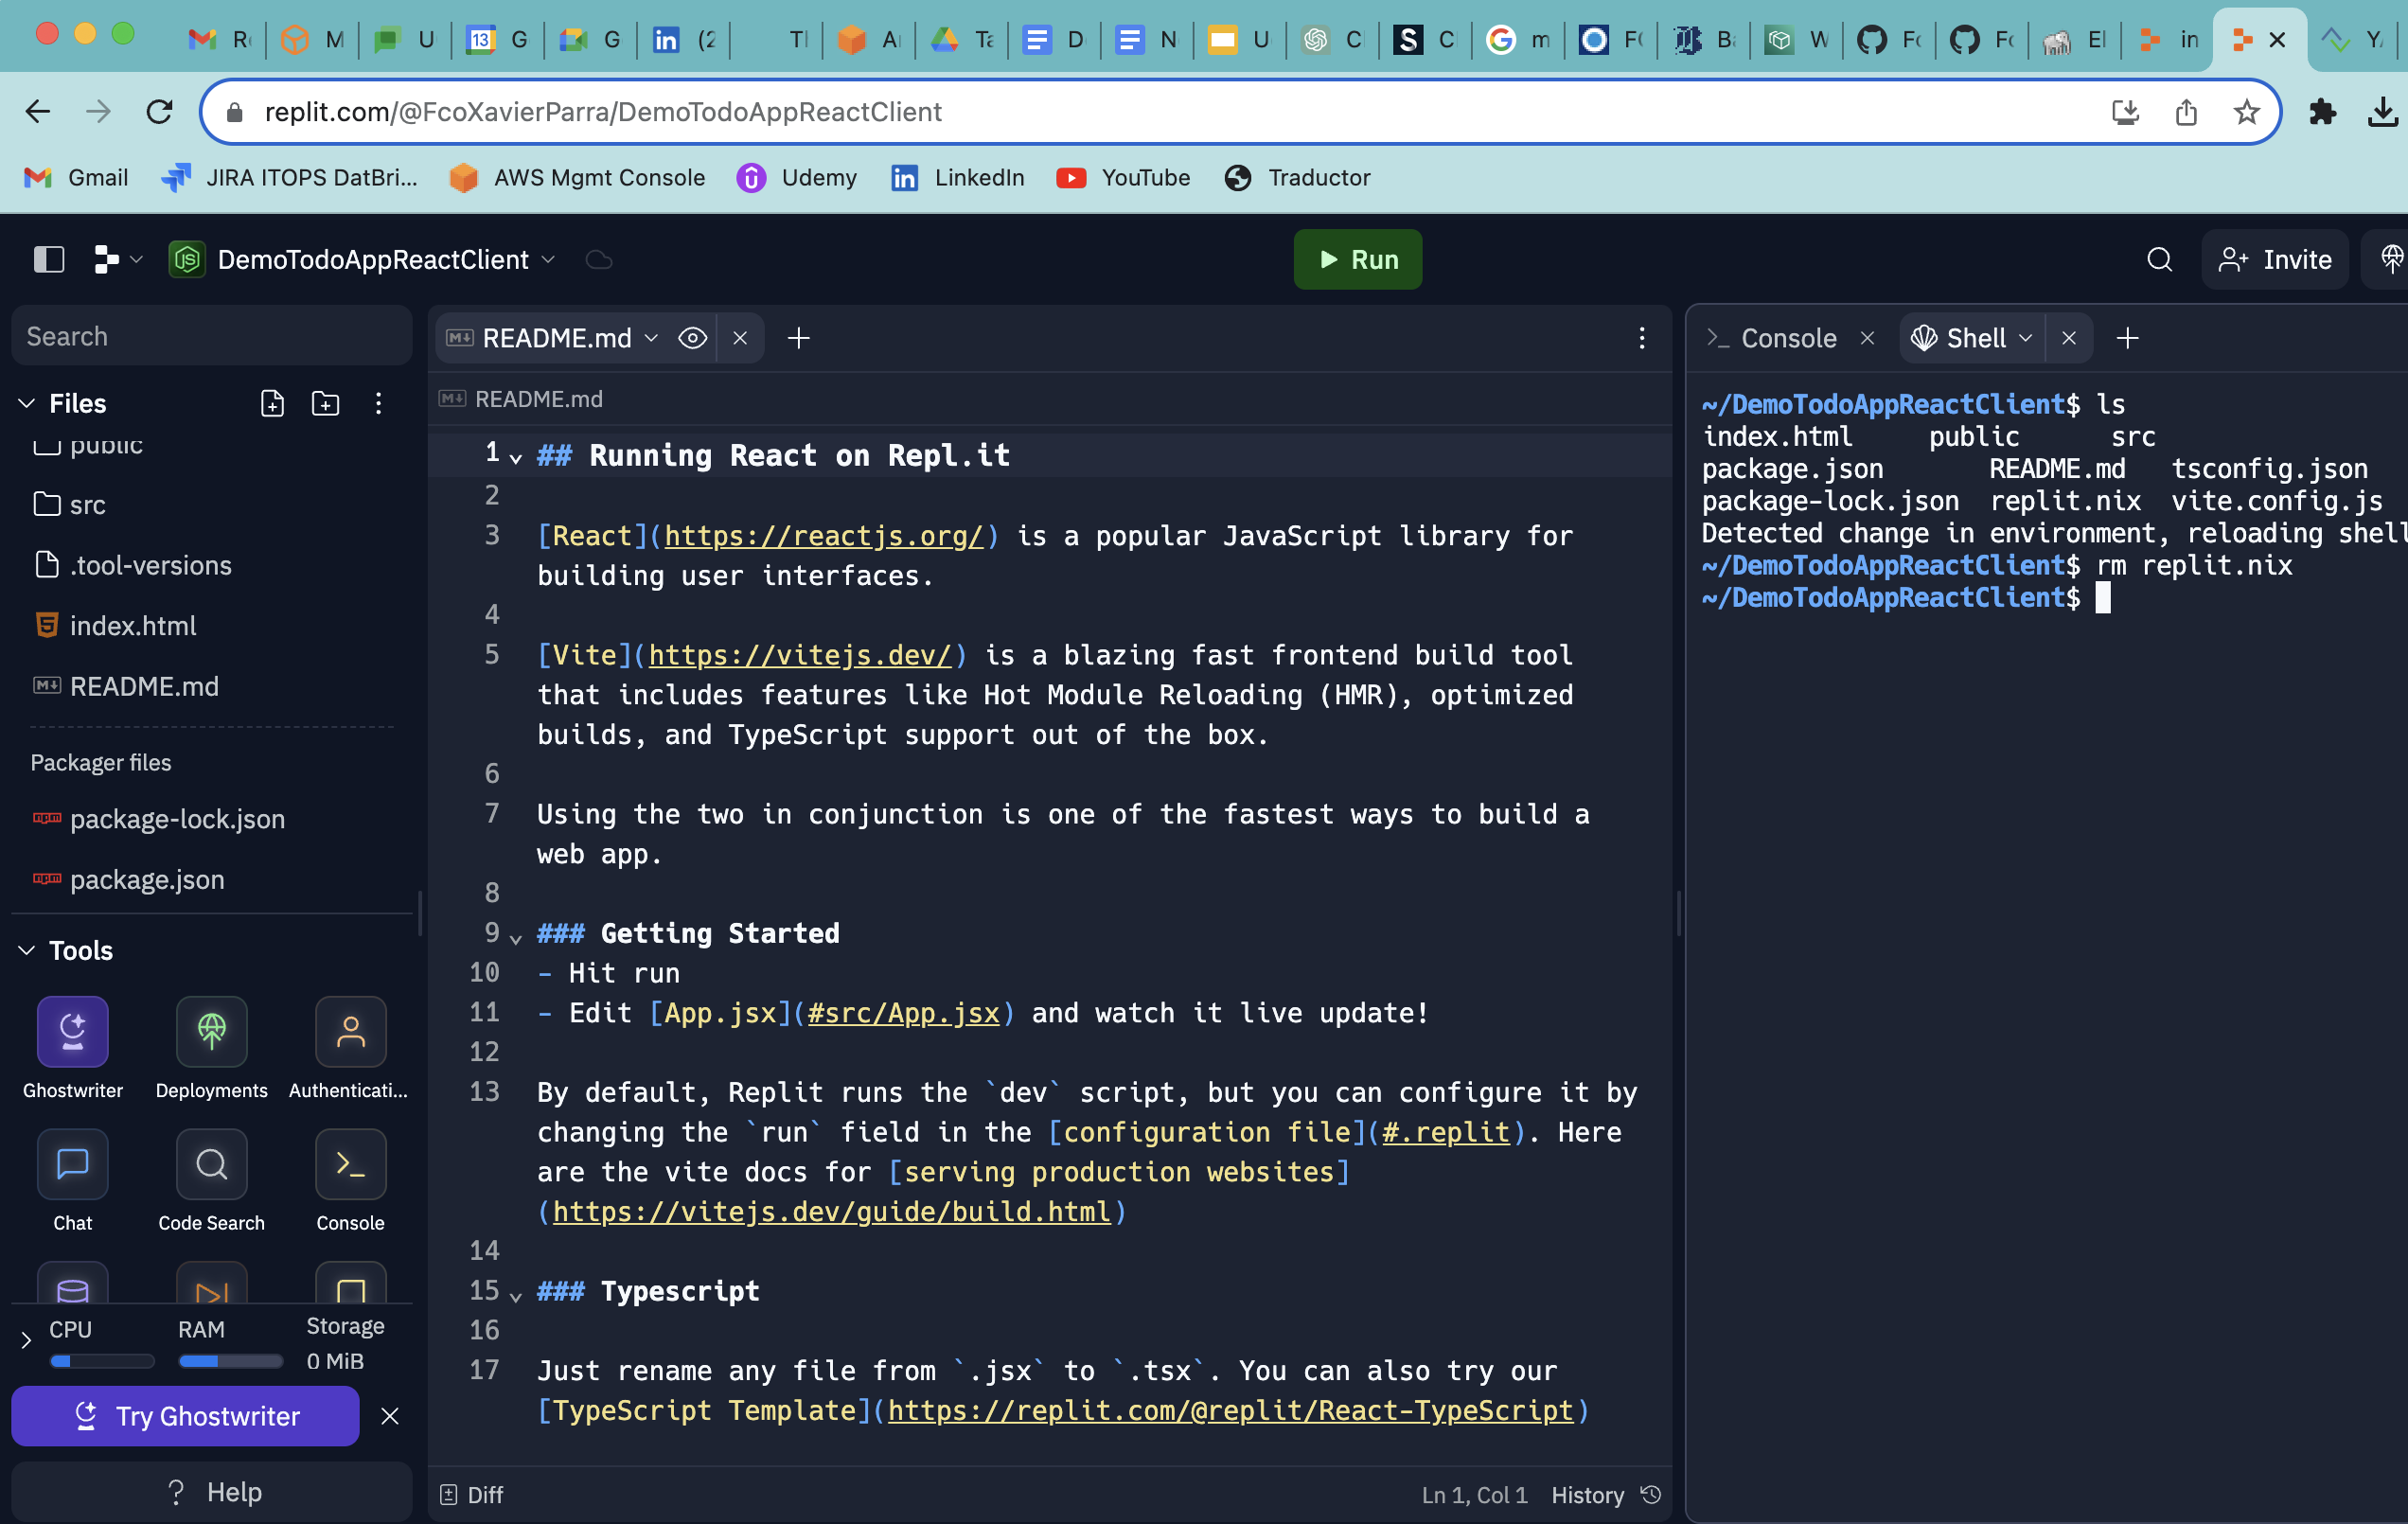 replit.com/@FcoXavierParra/DemoTodoAppReactClient
Gmail JIRA ITOPS DatBri... AWS Mgmt Console Udemy LinkedIn YouTube Traductor
DemoTodoAppReactClient Run Invite
Search
Files
public
src
.tool-versions
index.html
README.md
Packager files
package-lock.json
package.json
Tools
Ghostwriter Deployments Authenticati...
Chat Code Search Console
CPU RAM Storage
0 MiB
Try Ghostwriter
? Help
README.md
README.md
1 ## Running React on Repl.it
2
3 [React](https://reactjs.org/) is a popular JavaScript library for
building user interfaces.
4
5 [Vite](https://vitejs.dev/) is a blazing fast frontend build tool
that includes features like Hot Module Reloading (HMR), optimized
builds, and TypeScript support out of the box.
6
7 Using the two in conjunction is one of the fastest ways to build a
web app.
8
9 ### Getting Started
10 - Hit run
11 - Edit [App.jsx](#src/App.jsx) and watch it live update!
12
13 By default, Replit runs the `dev` script, but you can configure it by
changing the `run` field in the [configuration file](#.replit). Here
are the vite docs for [serving production websites]
(https://vitejs.dev/guide/build.html)
14
15 ### Typescript
16
17 Just rename any file from `.jsx` to `.tsx`. You can also try our
[TypeScript Template](https://replit.com/@replit/React-TypeScript)
Diff Ln 1, Col 1 History
Console Shell
~/DemoTodoAppReactClient$ ls
index.html public src
package.json README.md tsconfig.json
package-lock.json replit.nix vite.config.js
Detected change in environment, reloading shell
~/DemoTodoAppReactClient$ rm replit.nix
~/DemoTodoAppReactClient$